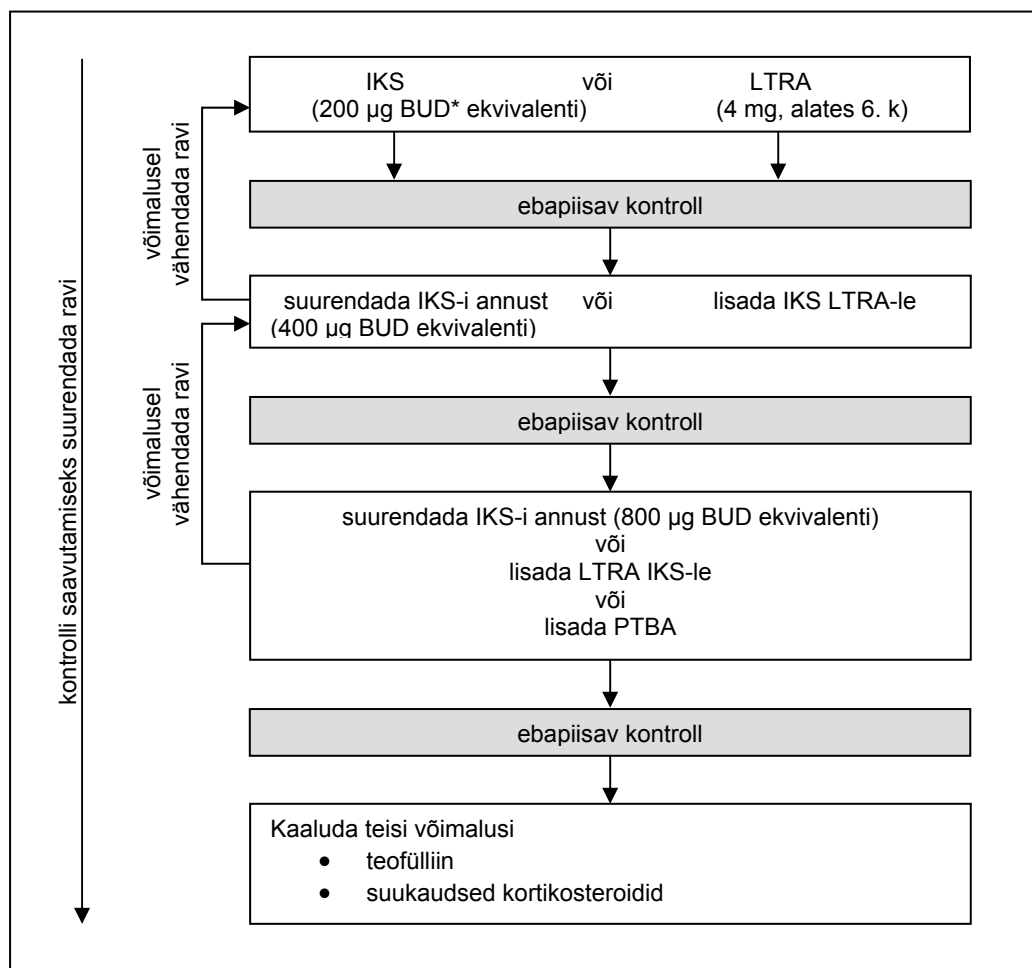 IKS või LTRA
(200 µg BUD* ekvivalenti) (4 mg, alates 6. k)
ebapiisav kontroll
suurendada IKS-i annust või lisada IKS LTRA-le
(400 µg BUD ekvivalenti)
ebapiisav kontroll
suurendada IKS-i annust (800 µg BUD ekvivalenti)
või
lisada LTRA IKS-le
või
lisada PTBA
ebapiisav kontroll
Kaaluda teisi võimalusi
• teofülliin
• suukaudsed kortikosteroidid
võimalusel
vähendada ravi
võimalusel
vähendada ravi
kontrolli saavutamiseks suurendada ravi